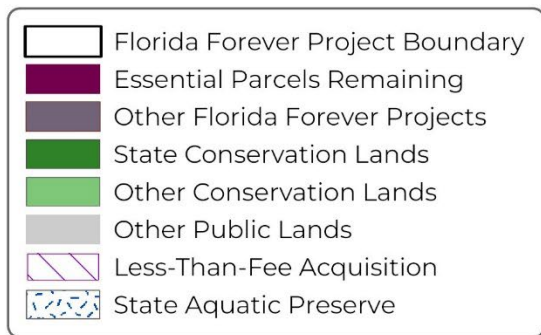 Florida Forever Project Boundary
Essential Parcels Remaining
Other Florida Forever Projects
State Conservation Lands
Other Conservation Lands
Other Public Lands
Less-Than-Fee Acquisition
State Aquatic Preserve